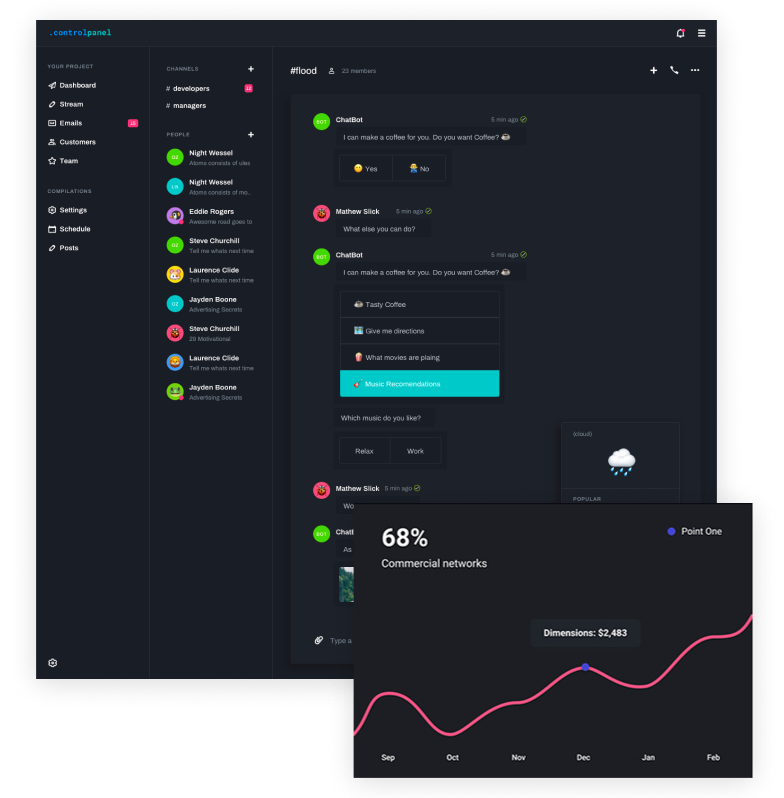 .controlpanel
YOUR PROJECT
Dashboard
Stream
Emails
Customers
Team
COMPILATIONS
Settings
Schedule
Posts
CHANNELS
# developers 12
# managers
PEOPLE
OZ
Night Wessel
Atoms consists of ules
Night Wessel
Atoms consists of mo..
Eddie Rogers
Awesome road goes to
OZ
Steve Churchill
Tell me whats next time
Laurence Clide
Tell me whats next time
OZ
Jayden Boone
Advertising Secrets
Steve Churchill
29 Motivational
Laurence Clide
Tell me whats next time
Jayden Boone
Advertising Secrets
#flood 23 members
BOT
ChatBot 5 min ago
I can make a coffee for you. Do you want Coffee?
Yes No
Mathew Slick 5 min ago
What else you can do?
BOT
ChatBot 5 min ago
I can make a coffee for you. Do you want Coffee?
Tasty Coffee
Give me directions
What movies are plaing
Music Recomendations
Which music do you like?
Relax Work
Mathew Slick 5 min ago
Wo
BOT
ChatB
As
Type a
(cloud)
POPULAR
68%
Commercial networks
Point One
Dimensions: $2,483
Sep Oct Nov Dec Jan Feb